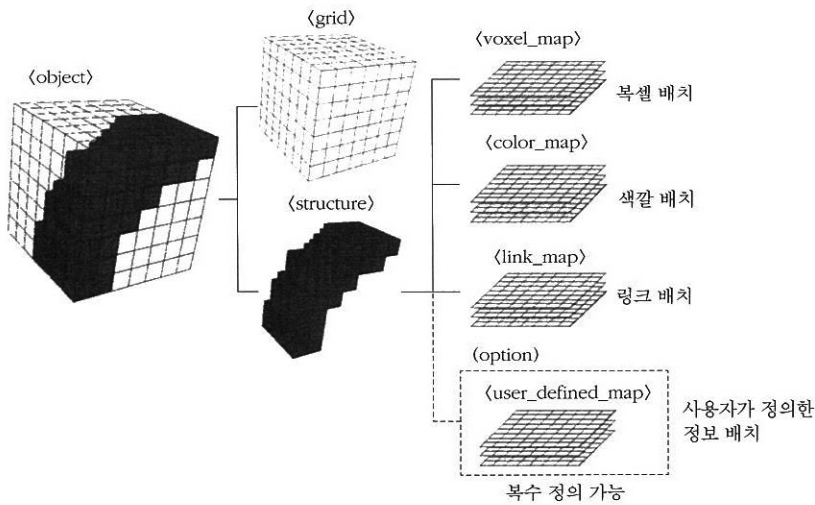 〈object〉
〈grid〉
〈structure〉
〈voxel_map〉
복셀 배치
〈color_map〉
색깔 배치
〈link_map〉
링크 배치
〈option〉
〈user_defined_map〉
사용자가 정의한
정보 배치
복수 정의 가능